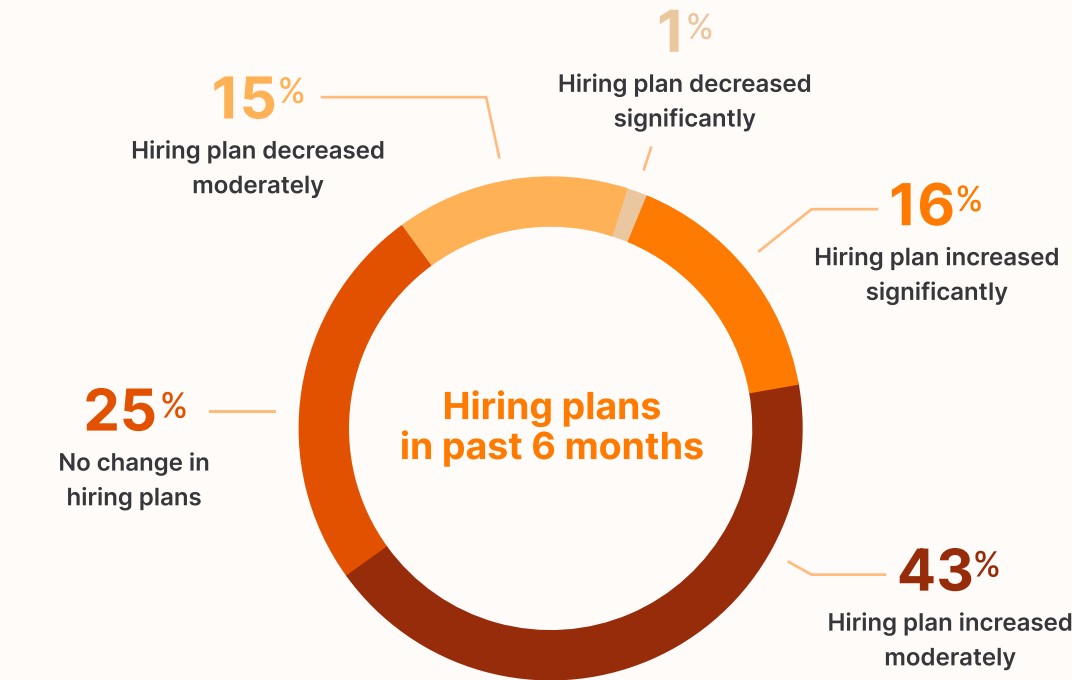 1%
Hiring plan decreased
significantly
15%
Hiring plan decreased
moderately
16%
Hiring plan increased
significantly
25%
No change in
hiring plans
Hiring plans
in past 6 months
43%
Hiring plan increased
moderately